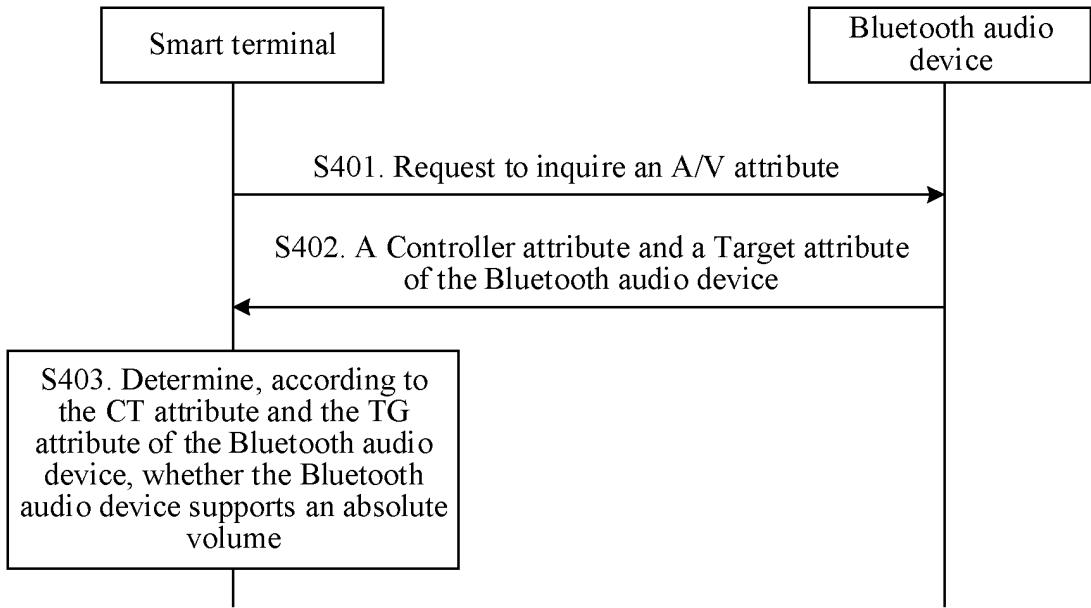 Smart terminal
Bluetooth audio
device
S401. Request to inquire an A/V attribute
S402. A Controller attribute and a Target attribute
of the Bluetooth audio device
S403. Determine, according to
the CT attribute and the TG
attribute of the Bluetooth audio
device, whether the Bluetooth
audio device supports an absolute
volume